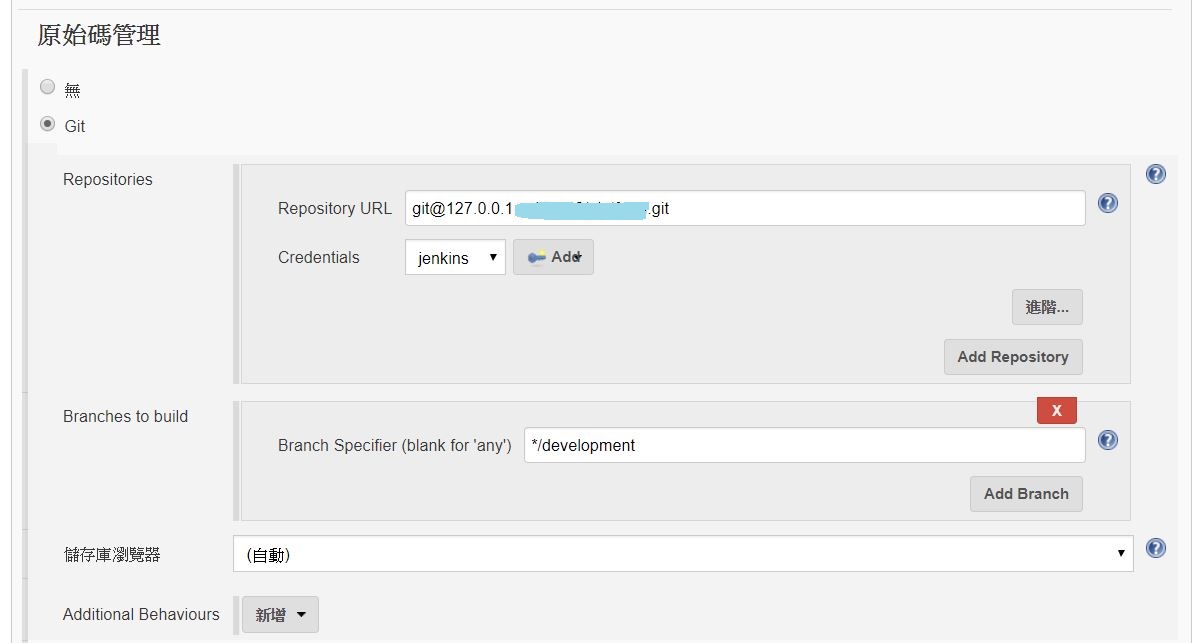 原始碼管理
無
Git
Repositories
Repository URL git@127.0.0.1 .git
Credentials jenkins Add
進階...
Add Repository
Branches to build
X
Branch Specifier (blank for 'any') */development
Add Branch
儲存庫瀏覽器 (自動)
Additional Behaviours 新增